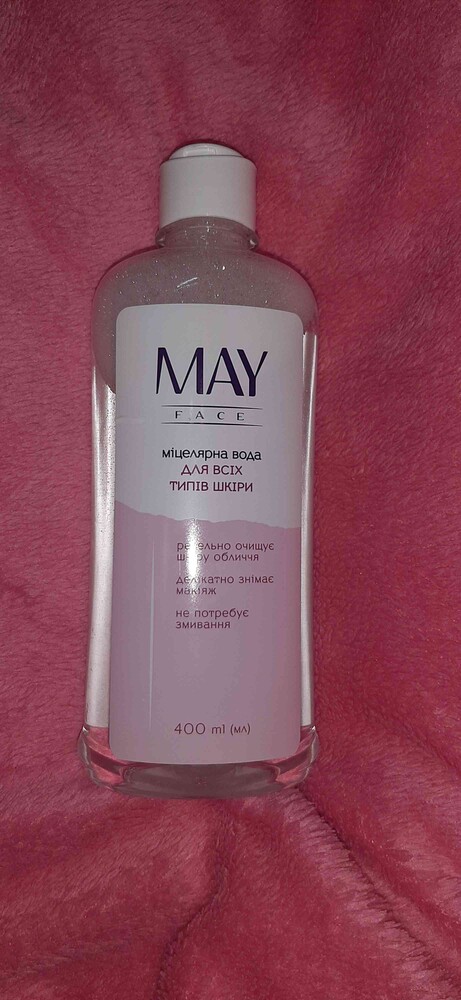 MAY
FACE
міцелярна вода
ДЛЯ ВСІХ
ТИПІВ ШКІРИ
ретельно очищує
шкіру обличчя
делікатно знімає
макіяж
не потребує
змивання
400 ml (мл)